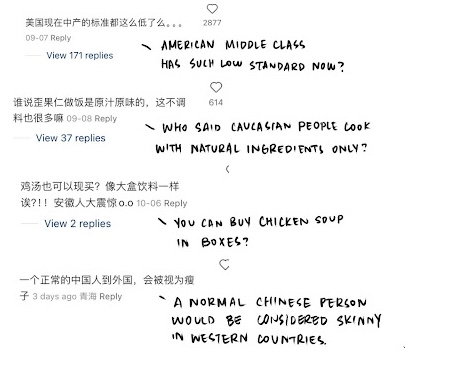 美国现在中产的标准都这么低了么。。。
2877
09-07 Reply
View 171 replies
AMERICAN MIDDLE CLASS
HAS SUCH LOW STANDARD NOW?
谁说歪果仁做饭是原汁原味的，这不调
料也很多嘛 09-08 Reply
614
View 37 replies
WHO SAID CAUCASIAN PEOPLE COOK
WITH NATURAL INGREDIENTS ONLY?
鸡汤也可以现买？像大盒饮料一样
诶?!！安徽人大震惊o.o 10-06 Reply
View 2 replies
YOU CAN BUY CHICKEN SOUP
IN BOXES?
一个正常的中国人到外国，会被视为瘦
子 3 days ago 青海 Reply
A NORMAL CHINESE PERSON
WOULD BE CONSIDERED SKINNY
IN WESTERN COUNTRIES.